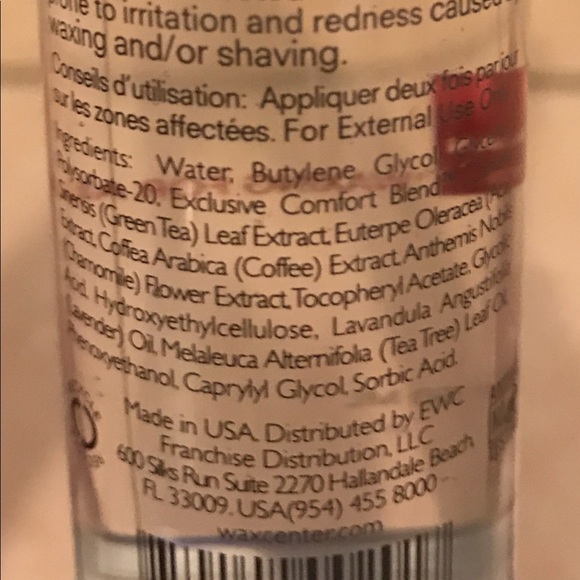 to irritation and redness caused
waxing and/or shaving.
Conseils d'utilisation: Appliquer deux fois par jour
sur les zones affectées. For External Use
Ingredients: Water, Butylene Glycol,
Polysorbate-20, Exclusive Comfort Blend
(Green Tea) Leaf Extract, Euterpe Oleracea
Extract, Coffea Arabica (Coffee) Extract, Anthemis Nobilis
(Chamomile) Flower Extract, Tocopheryl Acetate, Glycolic
Acid, Hydroxyethylcellulose, Lavandula Angustifolia
(Lavender) Oil, Melaleuca Alternifolia (Tea Tree) Leaf Oil,
Phenoxyethanol, Caprylyl Glycol, Sorbic Acid.
Made in USA. Distributed by EWC
Franchise Distribution, LLC
600 Silks Run Suite 2270 Hallandale Beach
FL 33009. USA(954) 455 8000
waxcenter.com